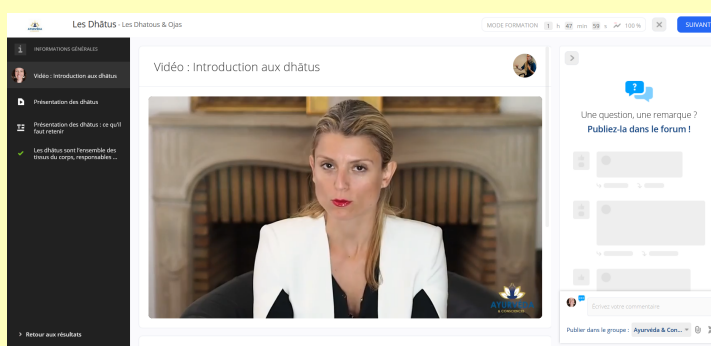 Les Dhātus - Les Dhatous & Ojas
MODE FORMATION 1 h 47 min 59 s 100 %
SUIVANT
INFORMATIONS GÉNÉRALES
Vidéo : Introduction aux dhātus
Présentation des dhātus
Présentation des dhātus : ce qu'il
faut retenir
Les dhātus sont l'ensemble des
tissus du corps, responsables ...
Retour aux résultats
Vidéo : Introduction aux dhātus
AYURVEDA
& CONSCIENCE
Une question, une remarque ?
Publiez-la dans le forum !
Écrivez votre commentaire
Publier dans le groupe : Ayurvéda & Con...